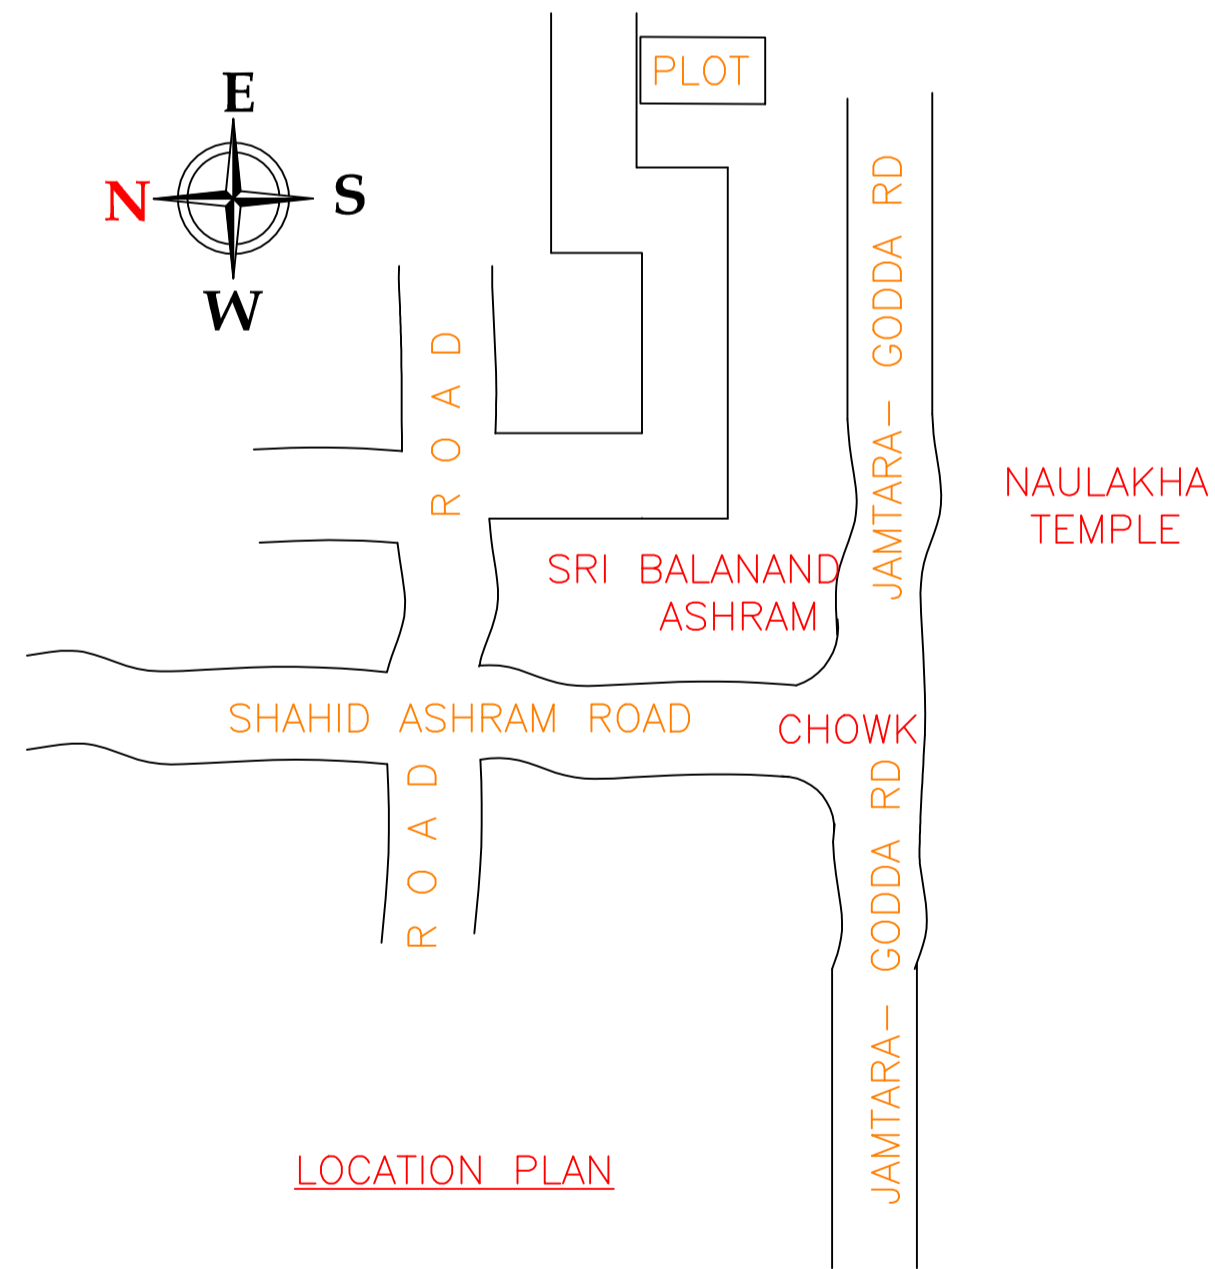 PLOT
E
N
S
W
JAMTARA- GODDA RD
ROAD
NAULAKHA
TEMPLE
SRI BALANAND
ASHRAM
SHAHID ASHRAM ROAD
CHOWK
ROAD
JAMTARA- GODDA RD
LOCATION PLAN